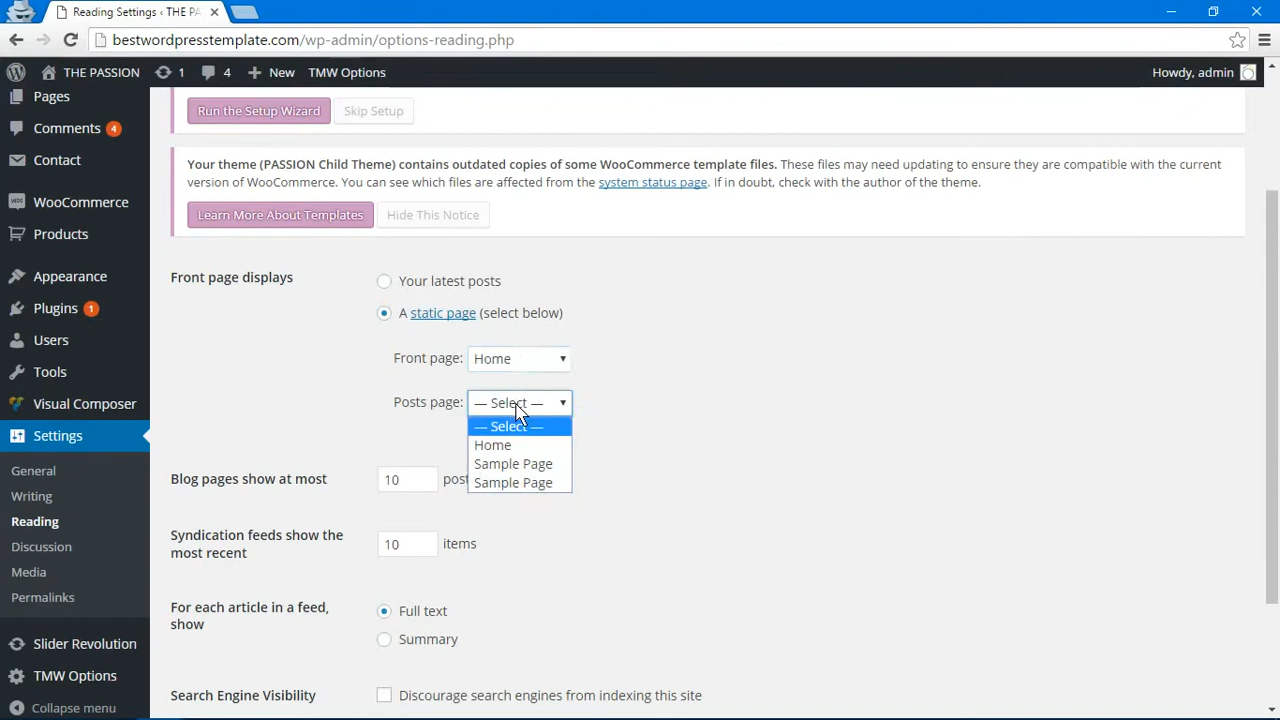 Reading Settings ‹ THE P
bestwordpresstemplate.com/wp-admin/options-reading.php
THE PASSION 1 4 New TMW Options Howdy, admin
Pages
Comments 4
Contact
WooCommerce
Products
Appearance
Plugins 1
Users
Tools
Visual Composer
Settings
General
Writing
Reading
Discussion
Media
Permalinks
Slider Revolution
TMW Options
Collapse menu
Run the Setup Wizard Skip Setup
Your theme (PASSION Child Theme) contains outdated copies of some WooCommerce template files. These files may need updating to ensure they are compatible with the current
version of WooCommerce. You can see which files are affected from the system status page. If in doubt, check with the author of the theme.
Learn More About Templates Hide This Notice
Front page displays
Your latest posts
A static page (select below)
Front page: Home
Posts page: — Select —
— Select —
Home
Sample Page
Sample Page
Blog pages show at most 10 post
Syndication feeds show the
most recent
10 items
For each article in a feed,
show
Full text
Summary
Search Engine Visibility Discourage search engines from indexing this site